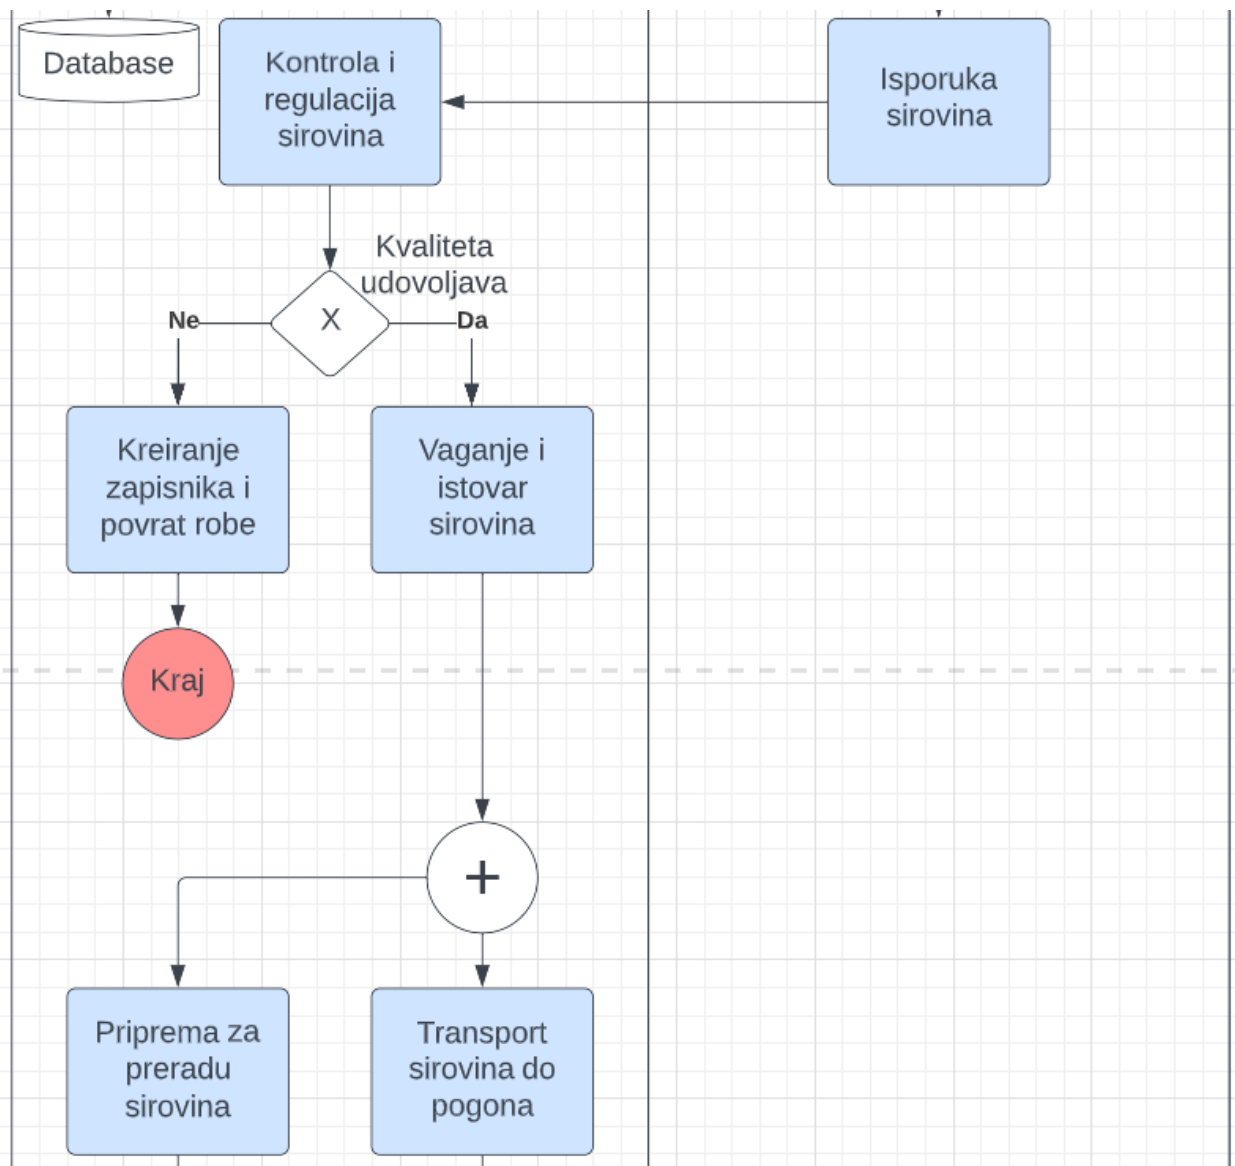 Database
Kontrola i
regulacija
sirovina
Isporuka
sirovina
Kvaliteta
udovoljava
Ne
X
Da
Kreiranje
zapisnika i
povrat robe
Vaganje i
istovar
sirovina
Kraj
+
Priprema za
preradu
sirovina
Transport
sirovina do
pogona